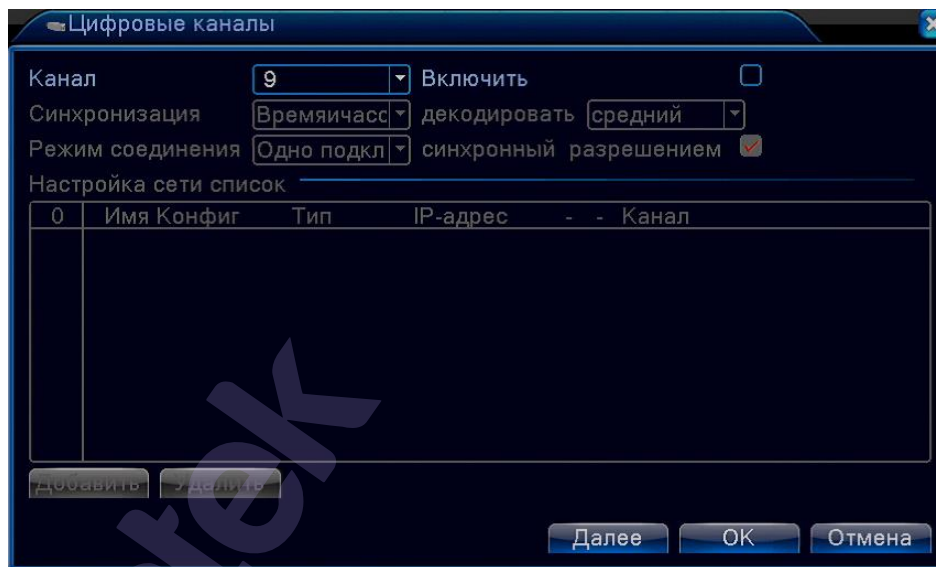 Цифровые каналы
Канал 9 Включить
Синхронизация Времяичасс декодировать средний
Режим соединения Одно подкл синхронный разрешением
Настройка сети список
0 Имя Конфиг Тип IP-адрес - - Канал
Добавить Удалить
Далее OK Отмена